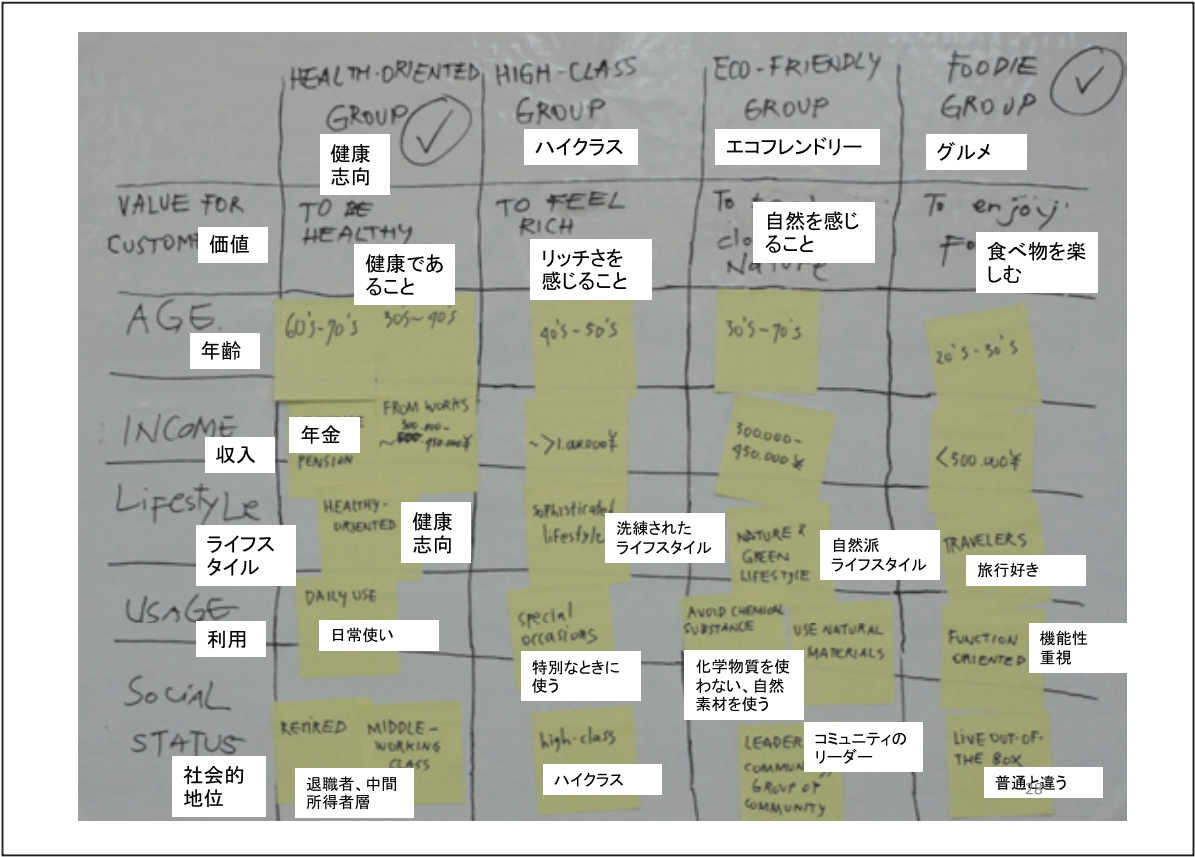 HEALTH-ORIENTED
GROUP
健康
志向
HIGH-CLASS
GROUP
ハイクラス
ECO-FRIENDLY
GROUP
エコフレンドリー
FOODIE
GROUP
グルメ
VALUE FOR
価値
TO BE
HEALTHY
健康であ
ること
TO FEEL
RICH
リッチさを
感じること
To
Nature
自然を感じ
ること
To enjoy
食べ物を楽
しむ
AGE
年齢
60's-70's
30's~40's
40's-50's
30's-70's
20's-30's
INCOME
収入
年金
PENSION
FROM WORKS
300.000-
~>1.000.000¥
300.000-
450.000¥
<500.000¥
Lifestyle
ライフス
タイル
HEALTHY-
ORIENTED
健康
志向
sophisticated
lifestyle
洗練された
ライフスタイル
NATURE &
GREEN
LIFESTYLE
自然派
ライフスタイル
TRAVELERS
旅行好き
USAGE
利用
DAILY USE
日常使い
special
occasions
特別なときに
使う
AVOID CHEMICAL
SUBSTANCE
USE NATURAL
MATERIALS
化学物質を使
わない、自然
素材を使う
FUNCTION
ORIENTED
機能性
重視
Social
STATUS
社会的
地位
RETIRED
MIDDLE-
WORKING
CLASS
退職者、中間
所得者層
high-class
ハイクラス
LEADER
GROUP OF
COMMUNITY
コミュニティの
リーダー
LIVE OUT-OF-
THE BOX
普通と違う
28